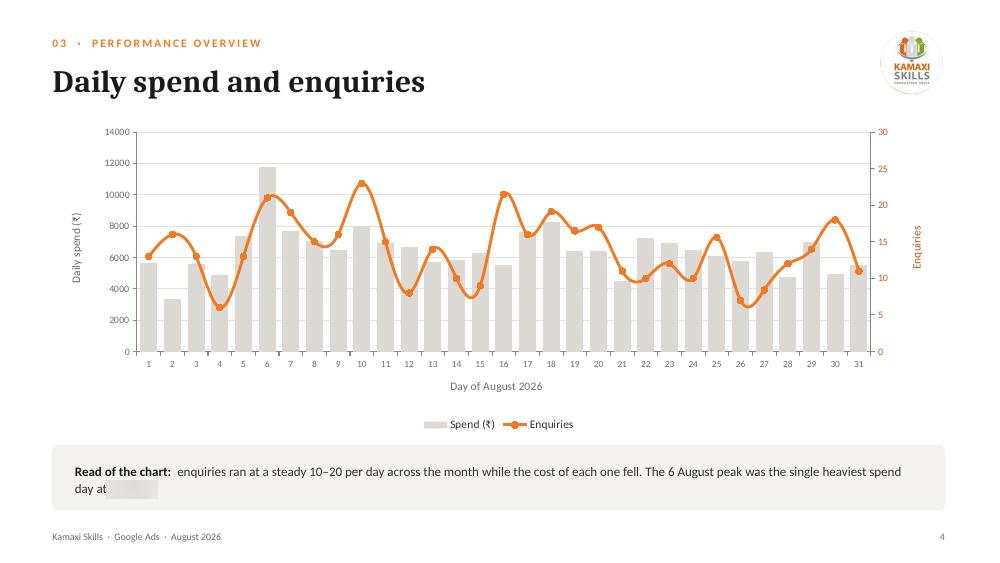 03 · PERFORMANCE OVERVIEW
KAMAXI
SKILLS
Daily spend and enquiries
14000
12000
10000
8000
6000
4000
2000
0
Daily spend (₹)
30
25
20
15
10
5
0
Enquiries
1 2 3 4 5 6 7 8 9 10 11 12 13 14 15 16 17 18 19 20 21 22 23 24 25 26 27 28 29 30 31
Day of August 2026
Spend (₹) Enquiries
Read of the chart: enquiries ran at a steady 10–20 per day across the month while the cost of each one fell. The 6 August peak was the single heaviest spend
day at
Kamaxi Skills · Google Ads · August 2026
4